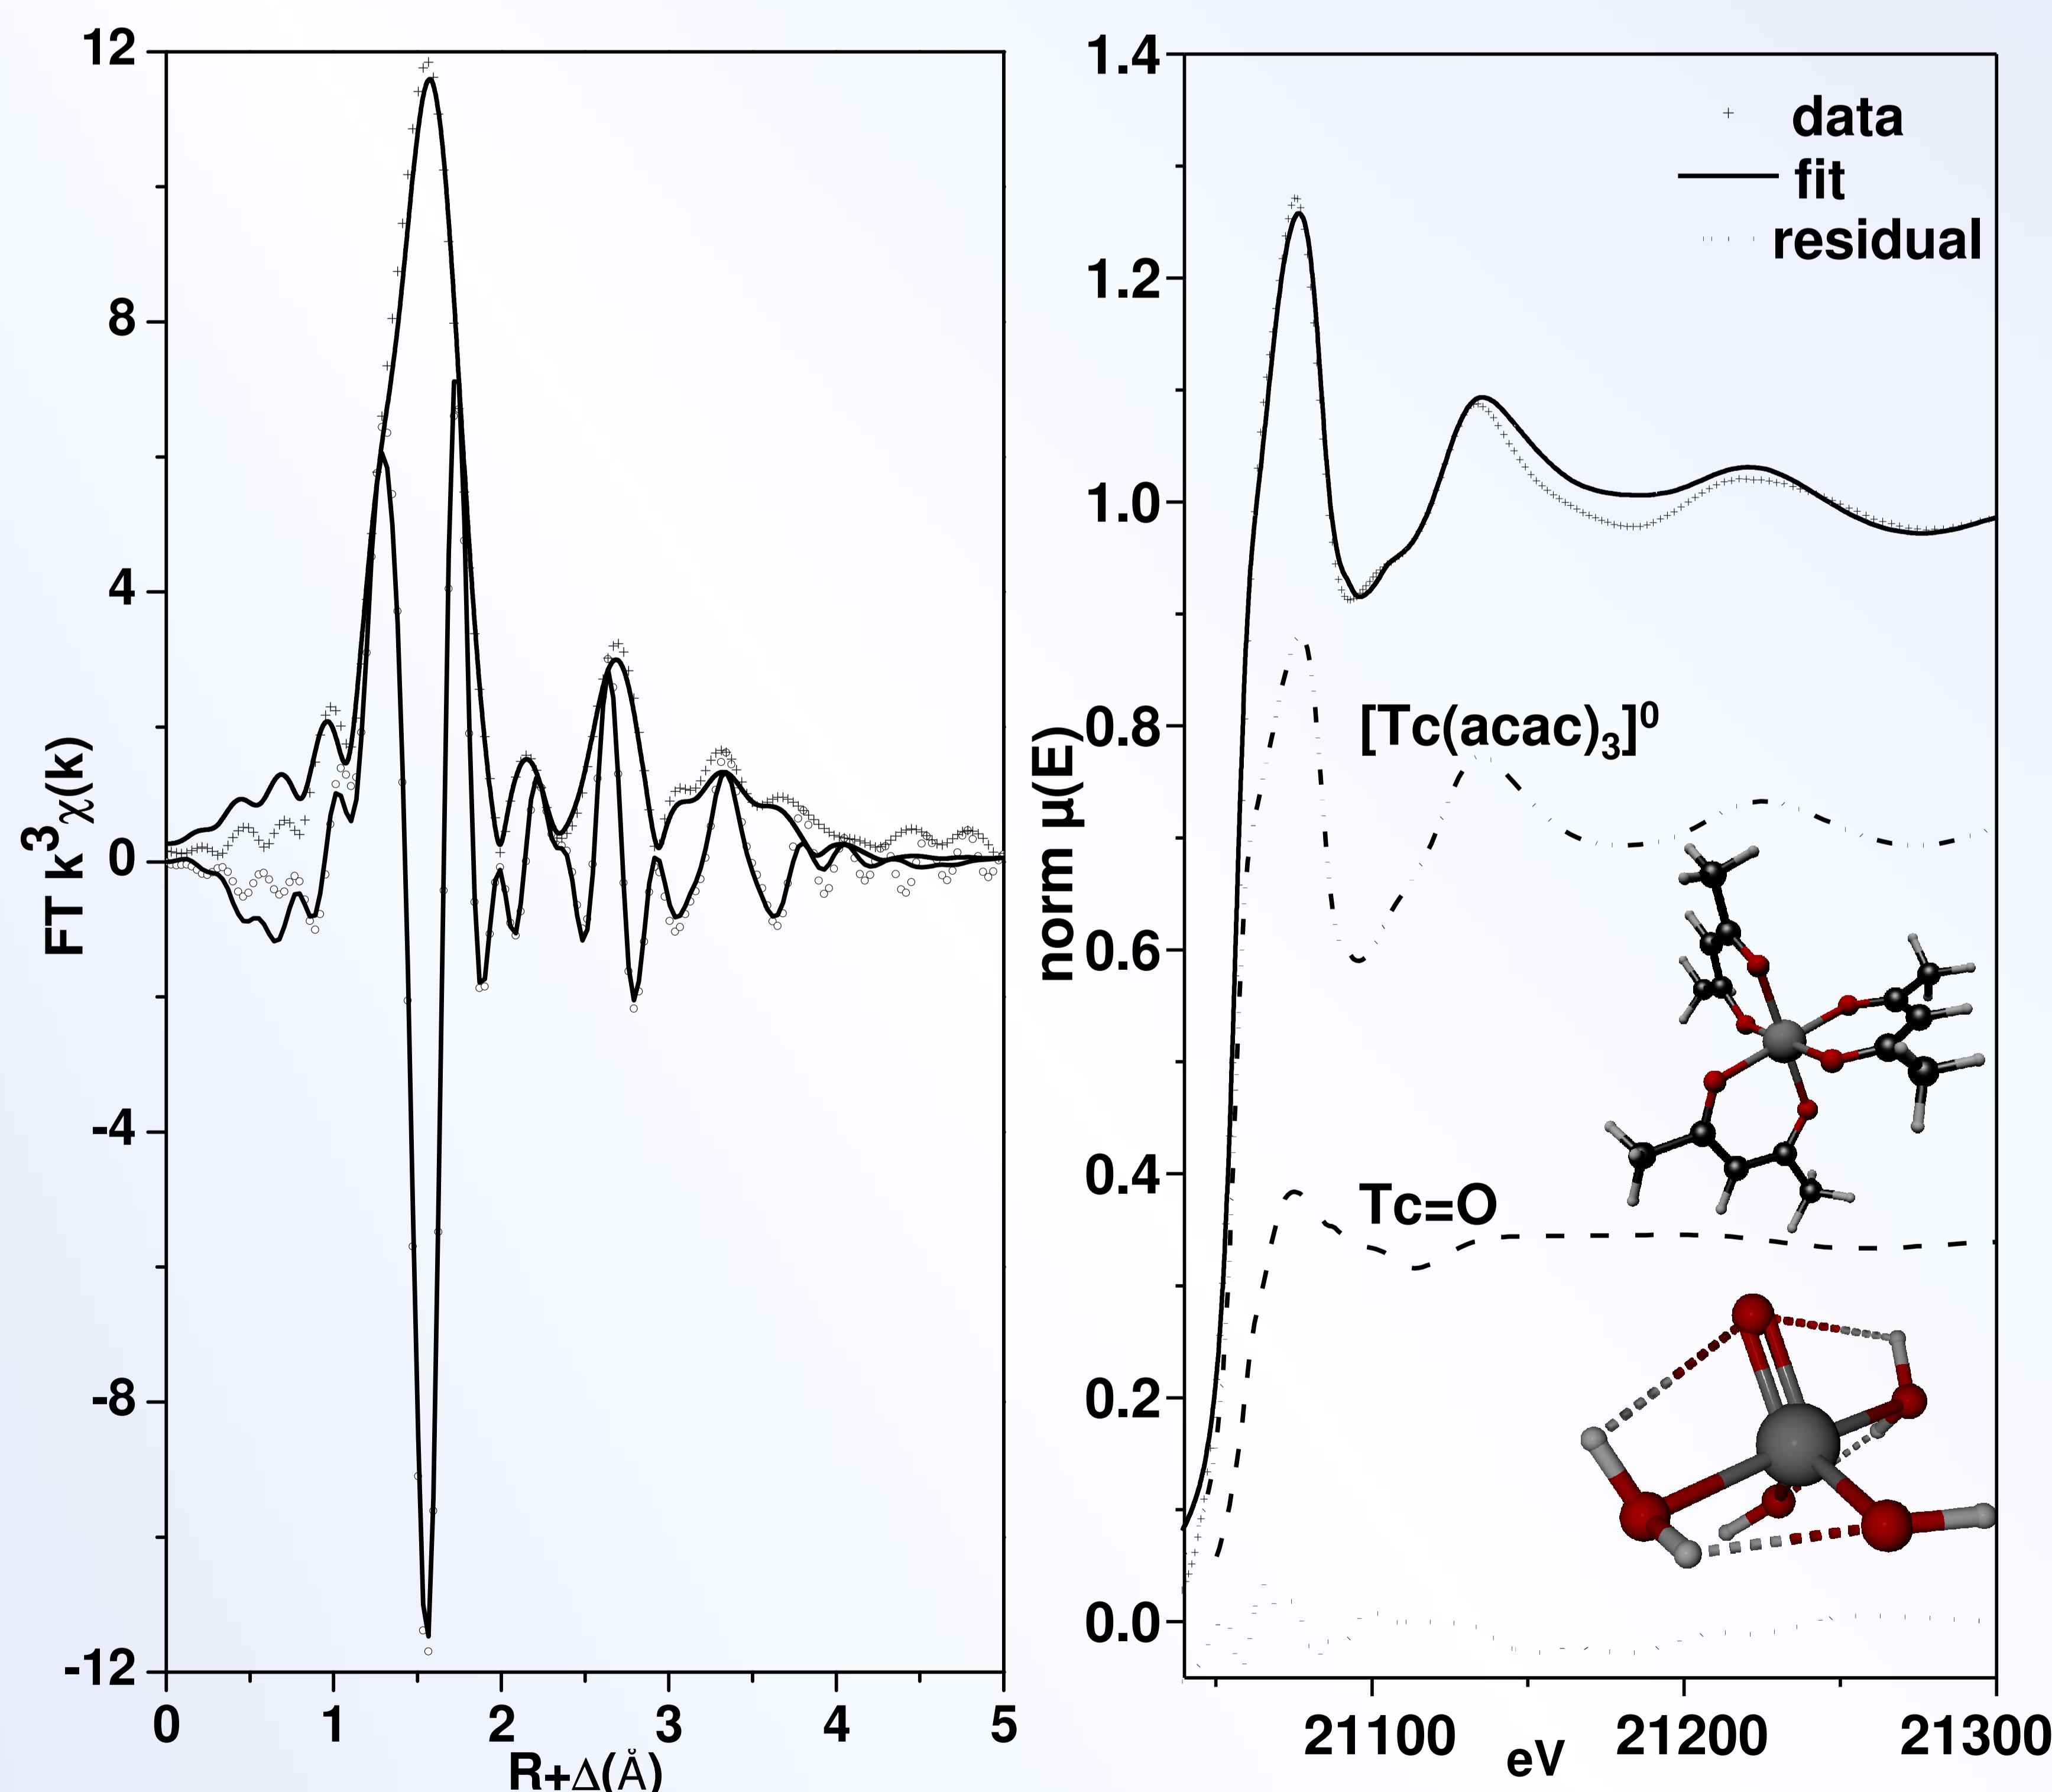 12
8
4
0
-4
-8
-12
FT k³χ(k)
0 1 2 3 4 5
R+Δ(Å)
1.4
1.2
1.0
0.8
0.6
0.4
0.2
0.0
norm µ(E)
data
fit
residual
[Tc(acac)₃]⁰
Tc=O
21100 21200 21300
eV